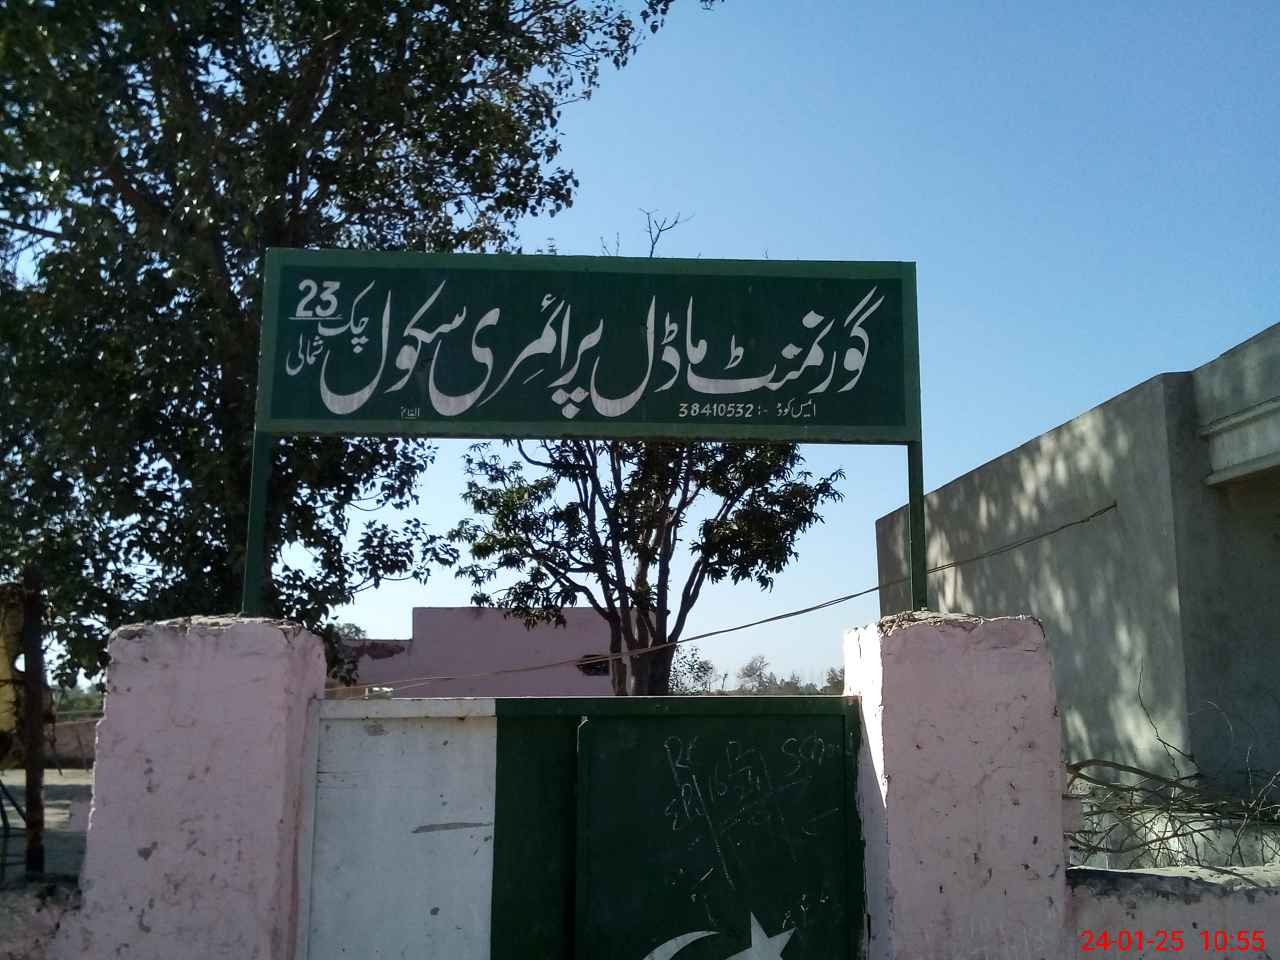 گورنمنٹ ماڈل پرائمری سکول چک 23 شمالی
ایس کوڈ :- 38410532
24-01-25 10:55